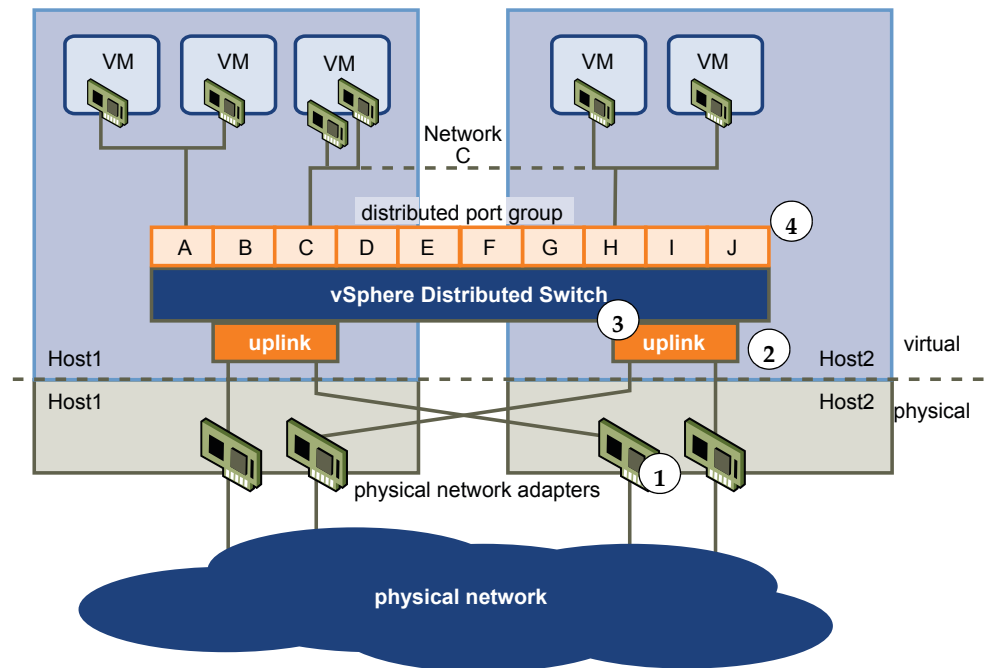 VM
VM
VM
VM
VM
Network
C
distributed port group
4
A B C D E F G H I J
vSphere Distributed Switch
3
uplink
uplink
2
Host1
Host2
virtual
Host1
Host2
physical
1
physical network adapters
physical network